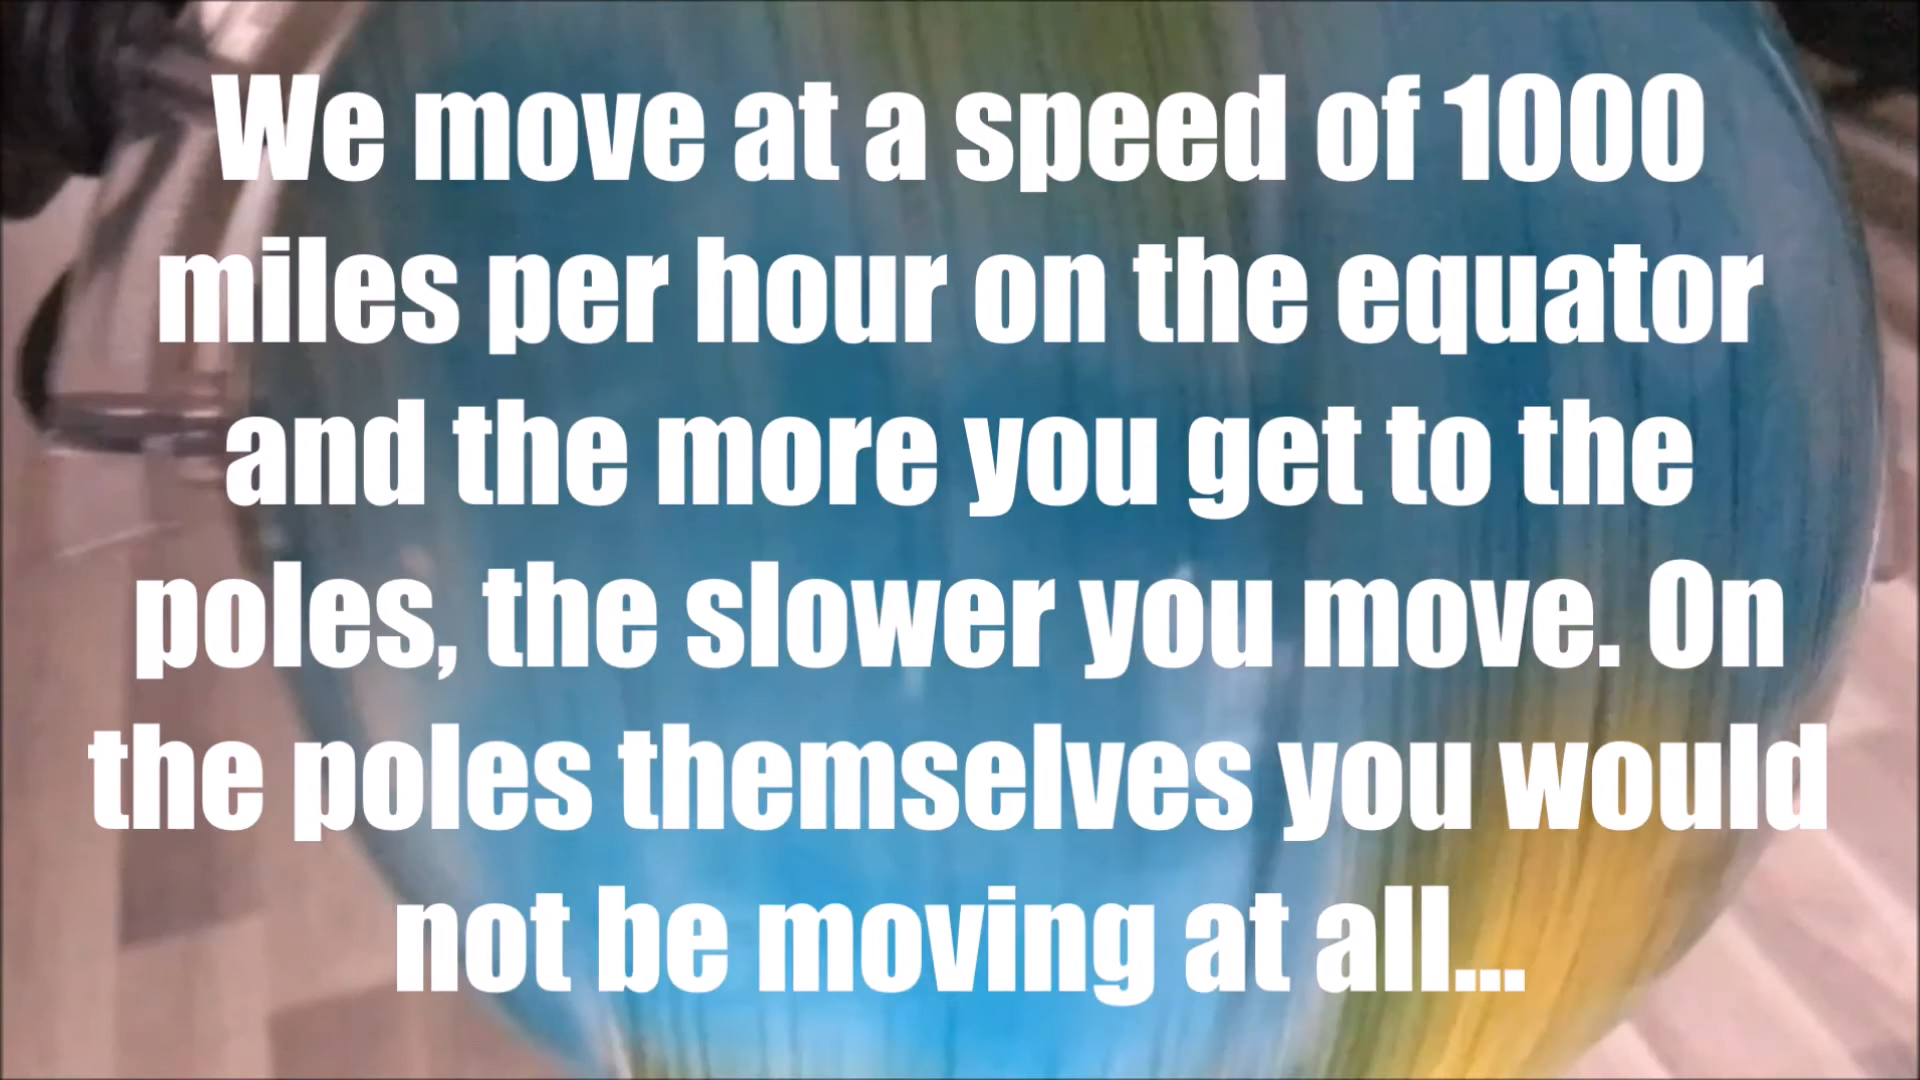 We move at a speed of 1000
miles per hour on the equator
and the more you get to the
poles, the slower you move. On
the poles themselves you would
not be moving at all...